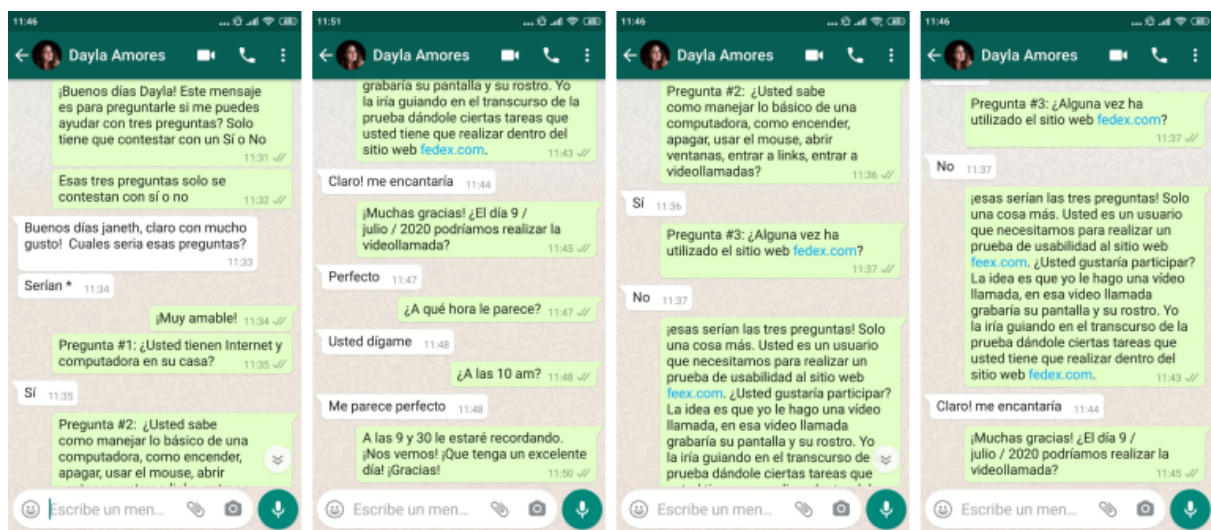 11:46
Dayla Amores
¡Buenos días Dayla! Este mensaje
es para preguntarle si me puedes
ayudar con tres preguntas? Solo
tiene que contestar con un Sí o No
11:31
Esas tres preguntas solo se
contestan con sí o no 11:32
Buenos días janeth, claro con mucho
gusto! Cuales seria esas preguntas?
11:33
Serían * 11:34
¡Muy amable! 11:34
Pregunta #1: ¿Usted tienen Internet y
computadora en su casa? 11:35
Sí 11:35
Pregunta #2: ¿Usted sabe
como manejar lo básico de una
computadora, como encender,
apagar, usar el mouse, abrir
Escribe un men...
11:51
Dayla Amores
grabaría su pantalla y su rostro. Yo
la iría guiando en el transcurso de la
prueba dándole ciertas tareas que
usted tiene que realizar dentro del
sitio web fedex.com. 11:43
Claro! me encantaría 11:44
¡Muchas gracias! ¿El día 9 /
julio / 2020 podríamos realizar la
videollamada? 11:45
Perfecto 11:47
¿A qué hora le parece? 11:47
Usted dígame 11:48
¿A las 10 am? 11:48
Me parece perfecto 11:48
A las 9 y 30 le estaré recordando.
¡Nos vemos! ¡Que tenga un excelente
día! ¡Gracias! 11:50
Escribe un men...
11:46
Dayla Amores
Pregunta #2: ¿Usted sabe
como manejar lo básico de una
computadora, como encender,
apagar, usar el mouse, abrir
ventanas, entrar a links, entrar a
videollamadas? 11:36
Sí 11:36
Pregunta #3: ¿Alguna vez ha
utilizado el sitio web fedex.com?
11:37
No 11:37
¡esas serían las tres preguntas! Solo
una cosa más. Usted es un usuario
que necesitamos para realizar un
prueba de usabilidad al sitio web
feex.com. ¿Usted gustaría participar?
La idea es que yo le hago una vídeo
llamada, en esa video llamada
grabaría su pantalla y su rostro. Yo
la iría guiando en el transcurso de
prueba dándole ciertas tareas que
Escribe un men...
11:46
Dayla Amores
Pregunta #3: ¿Alguna vez ha
utilizado el sitio web fedex.com?
11:37
No 11:37
¡esas serían las tres preguntas! Solo
una cosa más. Usted es un usuario
que necesitamos para realizar un
prueba de usabilidad al sitio web
feex.com. ¿Usted gustaría participar?
La idea es que yo le hago una vídeo
llamada, en esa video llamada
grabaría su pantalla y su rostro. Yo
la iría guiando en el transcurso de la
prueba dándole ciertas tareas que
usted tiene que realizar dentro del
sitio web fedex.com. 11:43
Claro! me encantaría 11:44
¡Muchas gracias! ¿El día 9 /
julio / 2020 podríamos realizar la
videollamada? 11:45
Escribe un men...